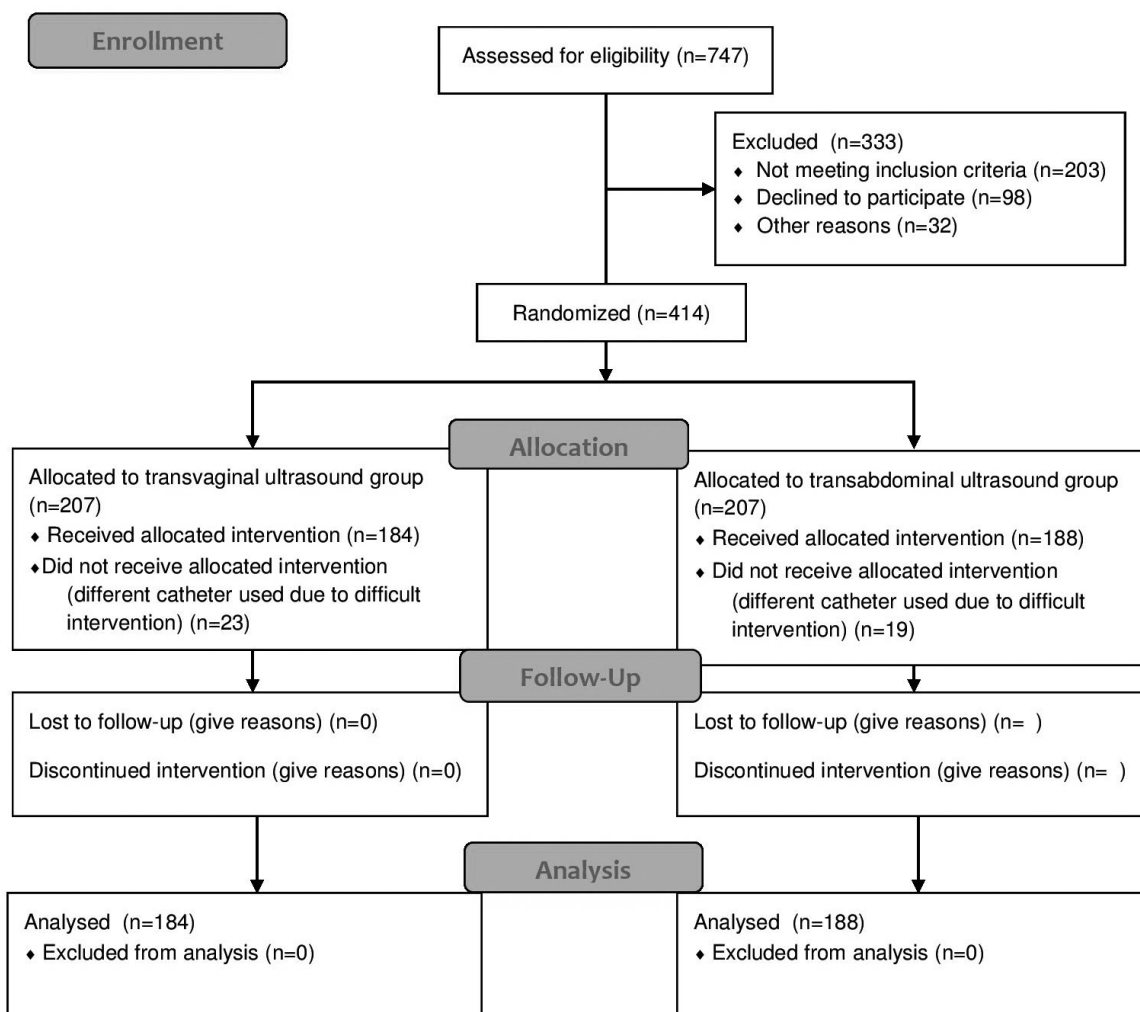 Enrollment
Assessed for eligibility (n=747)
Excluded (n=333)
♦ Not meeting inclusion criteria (n=203)
♦ Declined to participate (n=98)
♦ Other reasons (n=32)
Randomized (n=414)
Allocation
Allocated to transvaginal ultrasound group
(n=207)
♦ Received allocated intervention (n=184)
♦Did not receive allocated intervention
(different catheter used due to difficult
intervention) (n=23)
Allocated to transabdominal ultrasound group
(n=207)
♦ Received allocated intervention (n=188)
♦ Did not receive allocated intervention
(different catheter used due to difficult
intervention) (n=19)
Follow-Up
Lost to follow-up (give reasons) (n=0)
Discontinued intervention (give reasons) (n=0)
Lost to follow-up (give reasons) (n= )
Discontinued intervention (give reasons) (n= )
Analysis
Analysed (n=184)
♦ Excluded from analysis (n=0)
Analysed (n=188)
♦ Excluded from analysis (n=0)